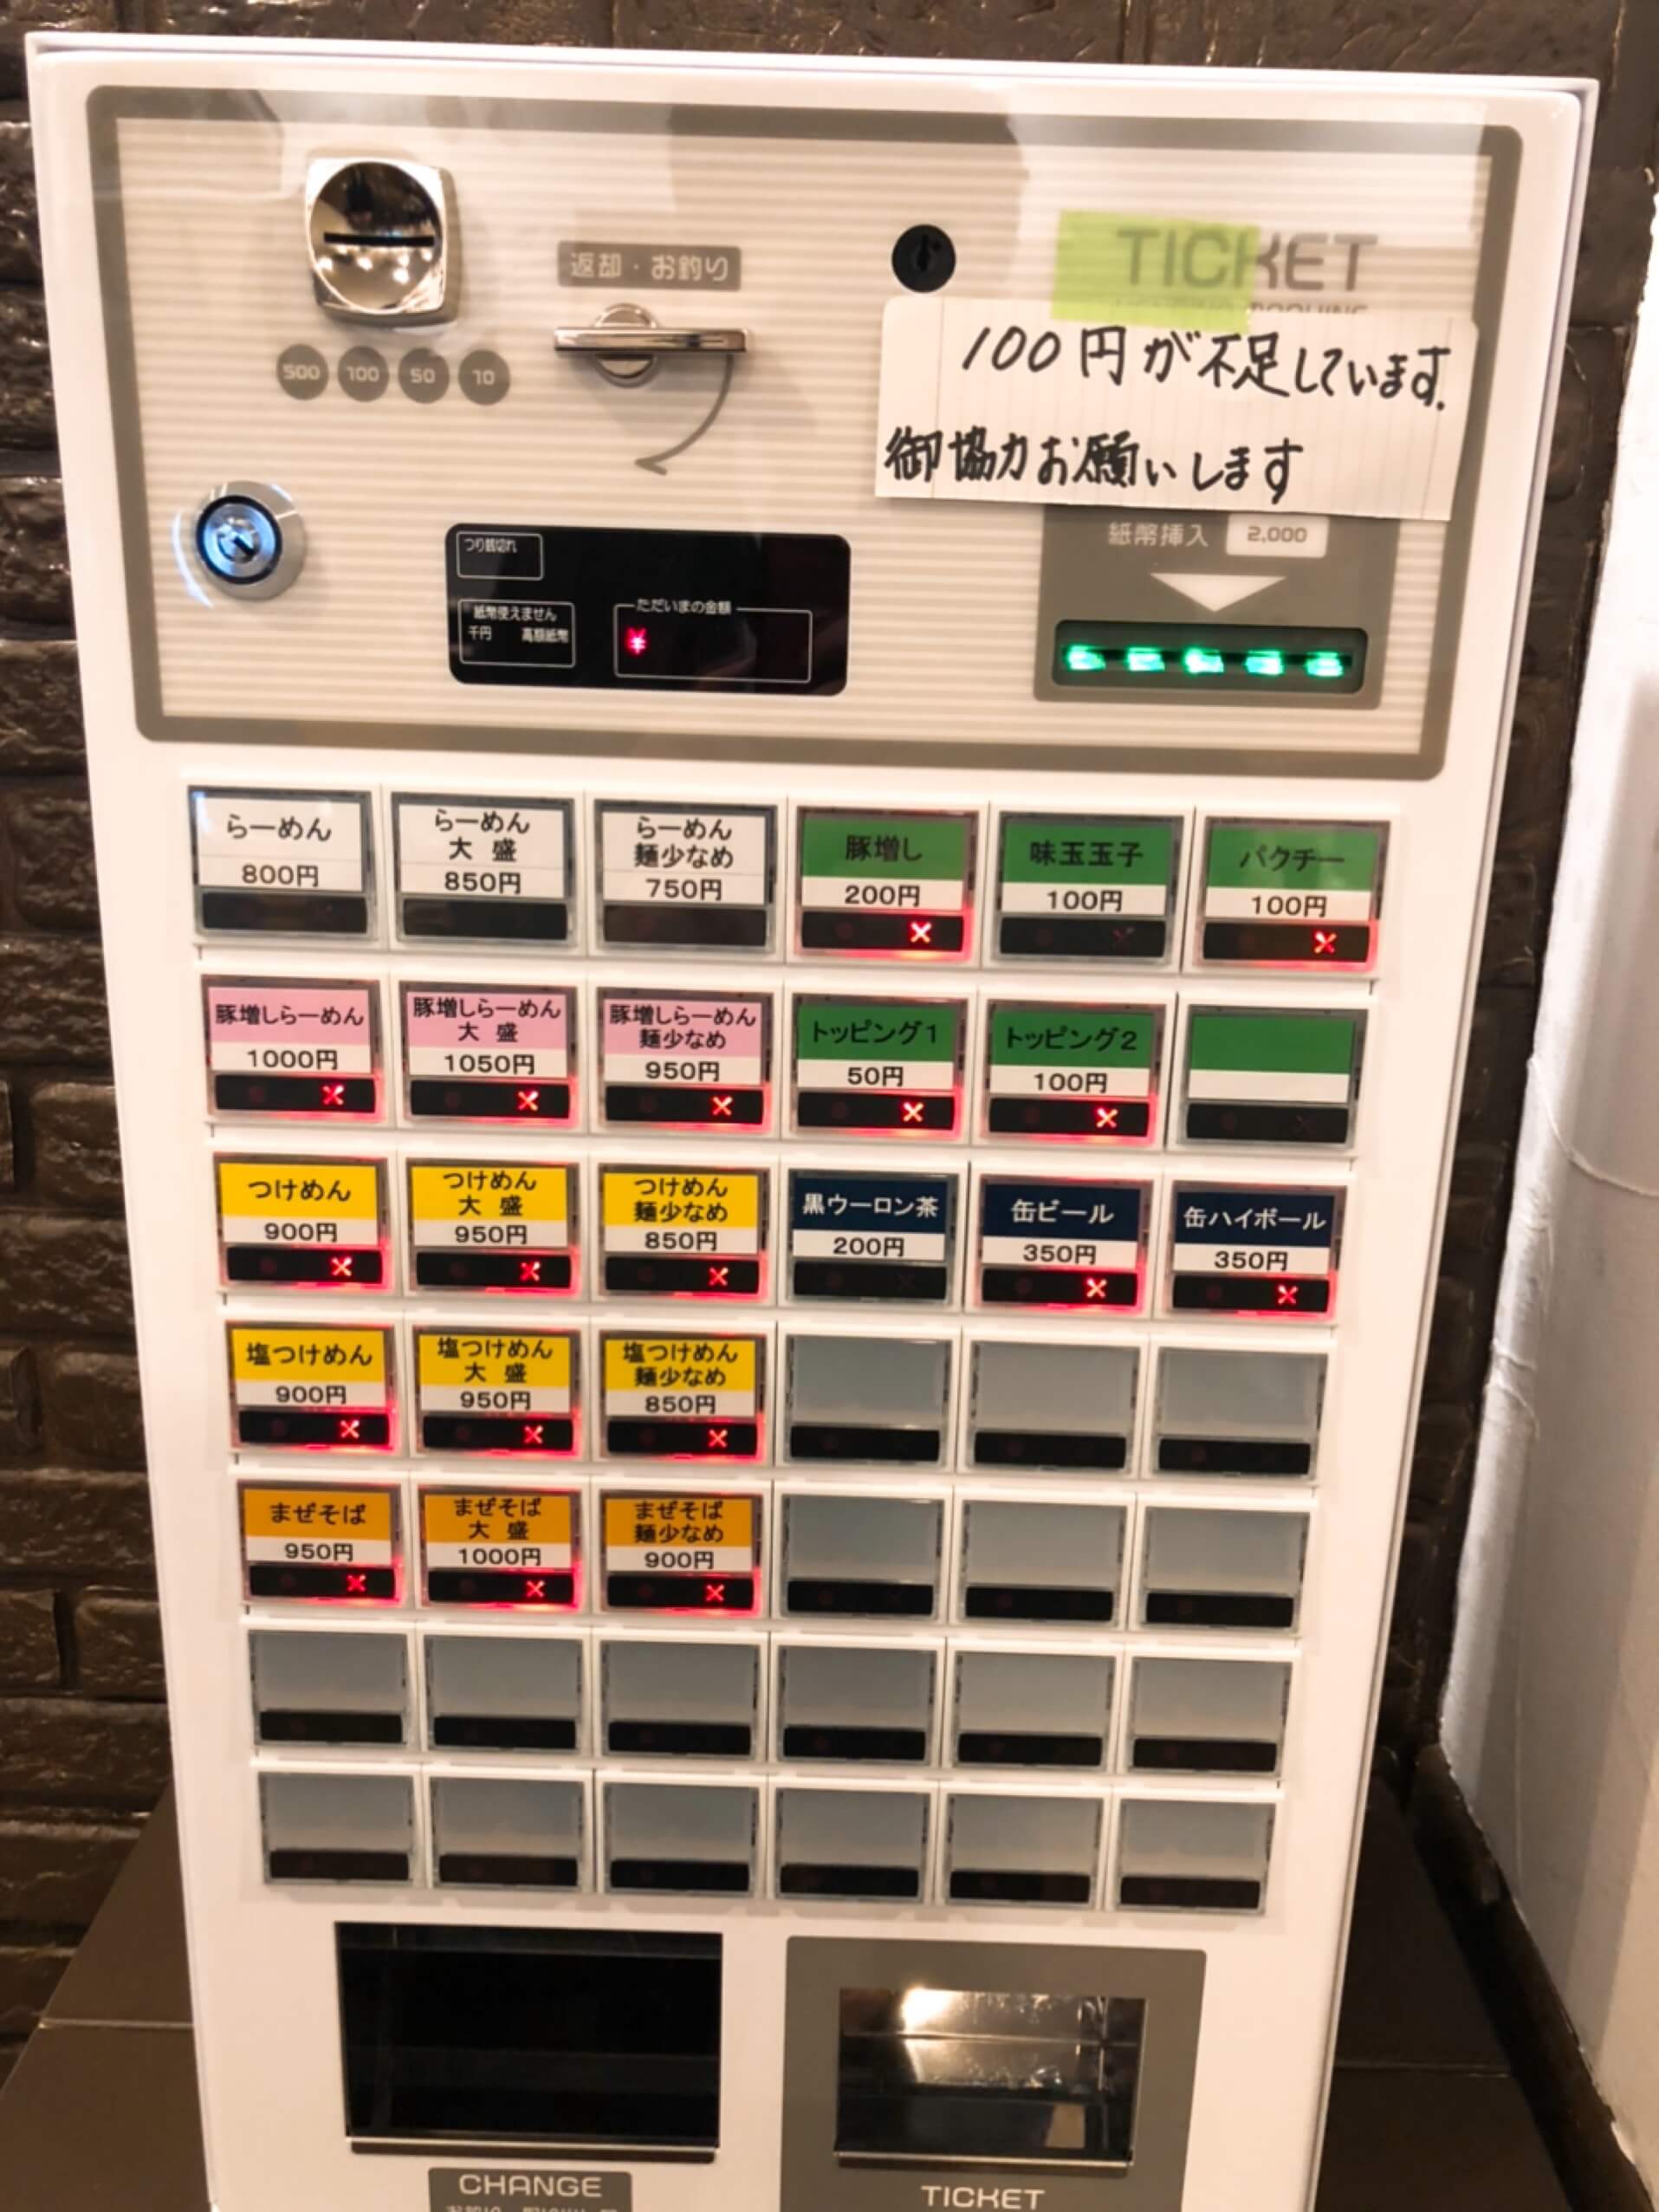 TICKET
返却・お釣り
500 100 50 10
100円が不足しています.
御協力お願いします
紙幣挿入 2,000
つり銭切れ
紙幣使えません
千円 高額紙幣
ただいまの金額
¥
らーめん
800円
らーめん
大 盛
850円
らーめん
麺少なめ
750円
豚増し
200円
×
味玉玉子
100円
パクチー
100円
×
豚増しらーめん
1000円
×
豚増しらーめん
大 盛
1050円
×
豚増しらーめん
麺少なめ
950円
×
トッピング1
50円
×
トッピング2
100円
×
つけめん
900円
×
つけめん
大 盛
950円
×
つけめん
麺少なめ
850円
×
黒ウーロン茶
200円
缶ビール
350円
×
缶ハイボール
350円
×
塩つけめん
900円
×
塩つけめん
大 盛
950円
×
塩つけめん
麺少なめ
850円
×
まぜそば
950円
×
まぜそば
大 盛
1000円
×
まぜそば
麺少なめ
900円
×
CHANGE
TICKET